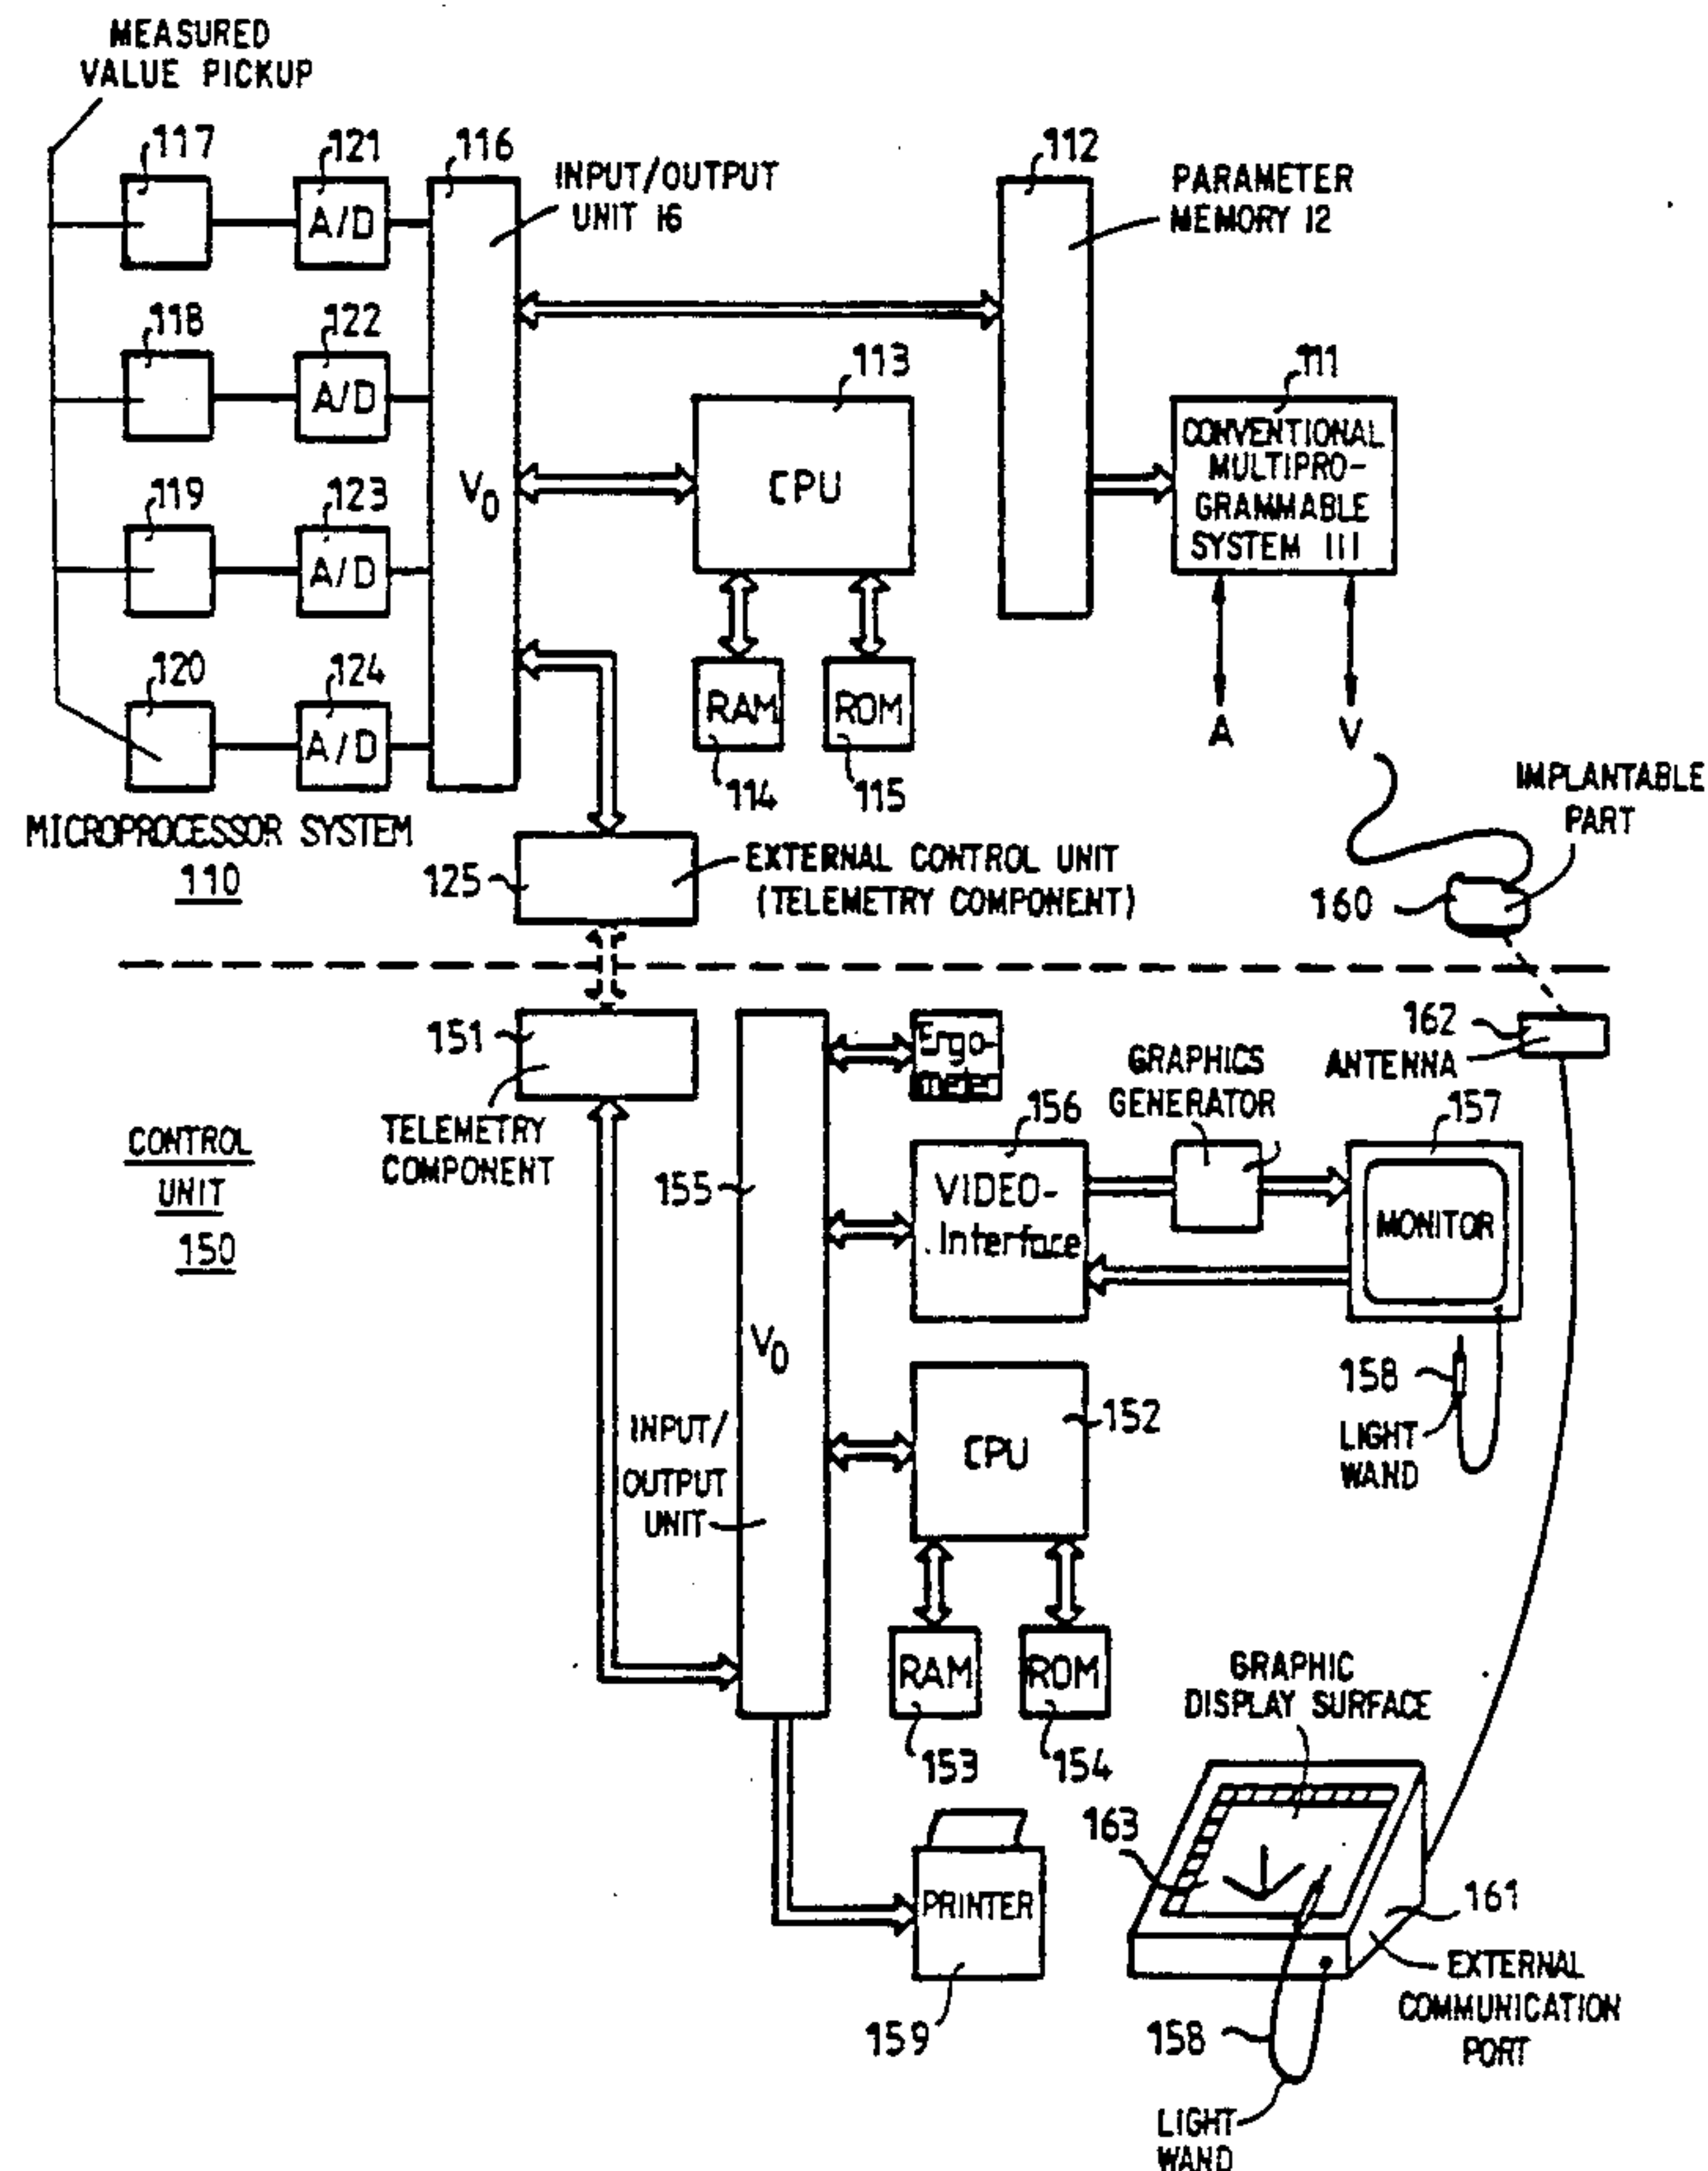 MEASURED
VALUE PICKUP
117
121
116
INPUT/OUTPUT
UNIT 16
112
PARAMETER
MEMORY 12
A/D
118
122
A/D
113
111
CONVENTIONAL
MULTIPRO-
GRAMMABLE
SYSTEM 111
CPU
V0
119
123
A/D
120
124
A/D
RAM
ROM
114
115
A
V
IMPLANTABLE
PART
MICROPROCESSOR SYSTEM
110
125
EXTERNAL CONTROL UNIT
(TELEMETRY COMPONENT)
160
151
TELEMETRY
COMPONENT
Ergo-
meter
162
ANTENNA
GRAPHICS
GENERATOR
CONTROL
UNIT
150
155
156
VIDEO-
Interface
157
MONITOR
V0
158
LIGHT
WAND
INPUT/
OUTPUT
UNIT
152
CPU
RAM
ROM
153
154
GRAPHIC
DISPLAY SURFACE
163
161
PRINTER
159
EXTERNAL
COMMUNICATION
PORT
158
LIGHT
WAND